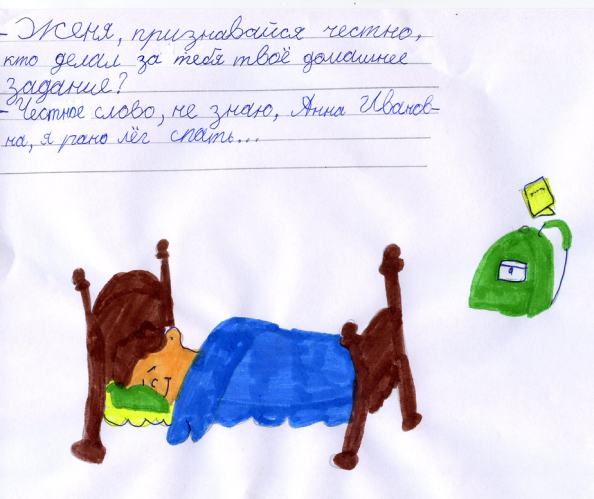 - Женя, признавайся честно,
кто делал за тебя твоё домашнее
задание?
- Честное слово, не знаю, Анна Иванов-
на, я рано лёг спать...